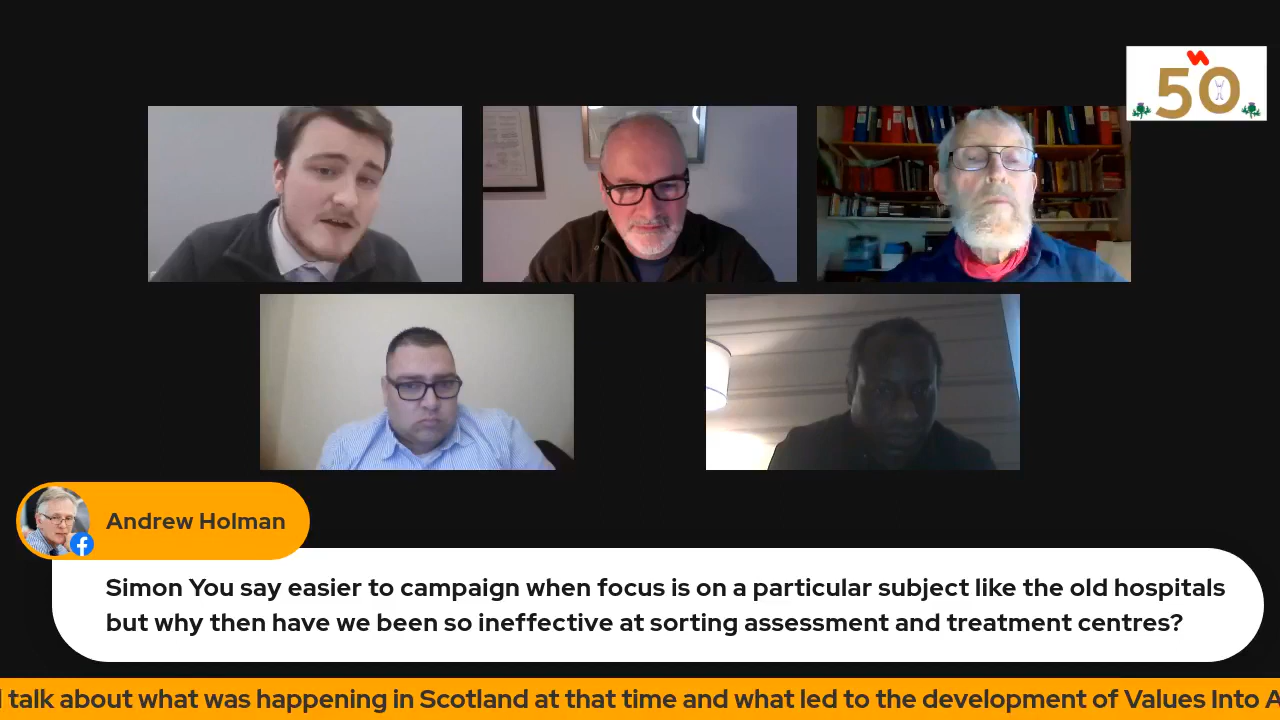 50
Andrew Holman
Simon You say easier to campaign when focus is on a particular subject like the old hospitals
but why then have we been so ineffective at sorting assessment and treatment centres?
talk about what was happening in Scotland at that time and what led to the development of Values Into